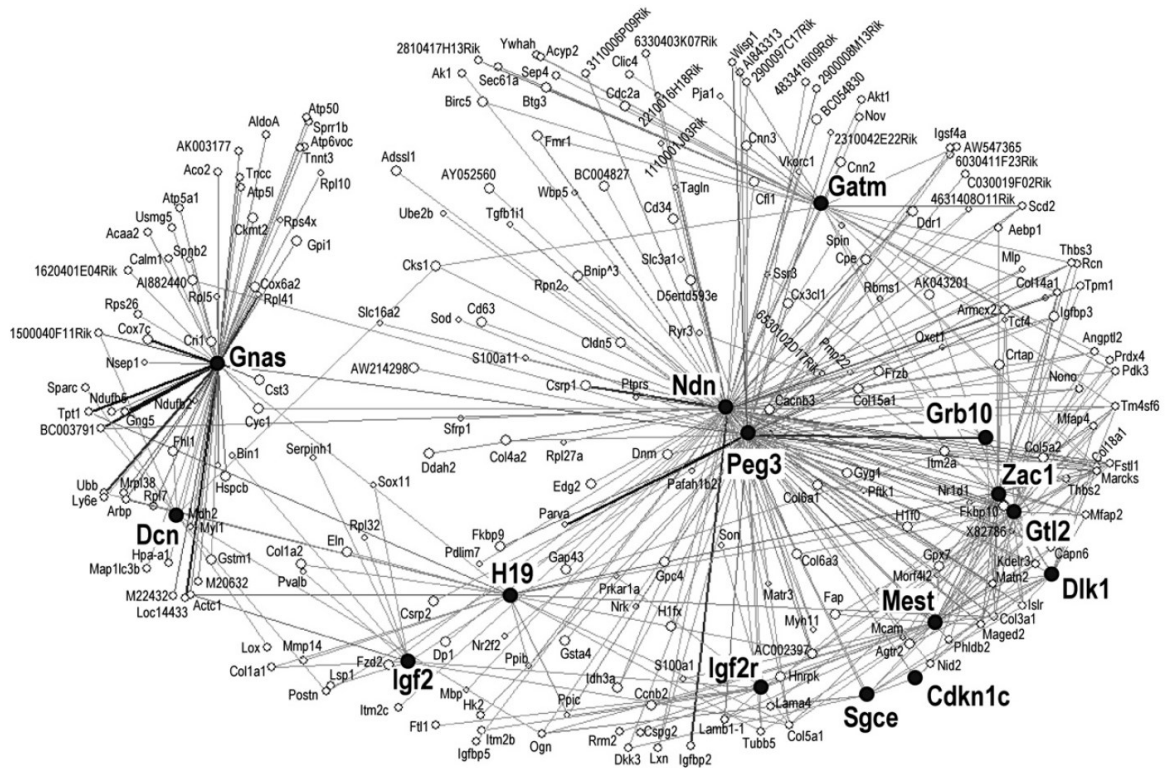 Ywhah
Acyp2
3110006P09Rik
6330403K07Rik
Wisp1
AI843313
2900097C17Rik
4833416I09Rok
2900008M13Rik
2810417H13Rik
Sec61a
Sep4
Clic4
Ak1
Btg3
Cdc2a
2210016H18Rik
Pja1
BC054830
Akt1
Nov
Birc5
Fmr1
1110001J03Rik
Cnn3
Vkorc1
2310042E22Rik
Cnn2
Igsf4a
AW547365
6030411F23Rik
C030019F02Rik
4631408O11Rik
Scd2
Atp50
Sprr1b
Atp6voc
Tnnt3
Rpl10
AldoA
AK003177
Aco2
Tncc
Atp5l
Adssl1
AY052560
BC004827
Wbp5
Tagln
Cfl1
Gatm
Ddr1
Aebp1
Atp5a1
Usmg5
Acaa2
Ckmt2
Rps4x
Gpi1
Ube2b
Tgfb1i1
Cd34
Spin
Cpe
Thbs3
Rcn
Mlp
Spnb2
Calm1
1620401E04Rik
AI882440
Cox6a2
Rpl5
Rpl41
Cks1
Bnip^3
Rpn2
Slc3a1
D5ertd593e
Ssr3
Rbms1
AK043201
Col14a1
Tpm1
Rps26
Cox7c
1500040F11Rik
Cri1
Slc16a2
Sod
Cd63
Cldn5
Ryr3
Cx3cl1
6530102D17Rik
Pmp22
Oxct1
Armcx2
Tcf4
Igfbp3
Angptl2
Prdx4
Pdk3
Nsep1
Gnas
AW214298
S100a11
Csrp1
Ptprs
Ndn
Frzb
Col15a1
Cacnb3
Crtap
Nono
Sparc
Ndufb5
Tpt1
Gng5
Ndufb2
BC003791
Cst3
Cyc1
Sfrp1
Grb10
Mfap4
Tm4sf6
Fhl1
Bin1
Serpinh1
Ddah2
Col4a2
Rpl27a
Dnm
Peg3
Itm2a
Col5a2
Col18a1
Fstl1
Marcks
Ubb
Ly6e
Mrpl38
Arbp
Rpl7
Hspcb
Sox11
Edg2
Pafah1b2
Gyg1
Pftk1
Col6a1
Zac1
Nr1d1
Thbs2
Dcn
Mdh2
Myl1
Rpl32
Parva
Son
H1f0
Fkbp10
X82786
Gtl2
Mfap2
Hpa-a1
Map1lc3b
Gstm1
Col1a2
Eln
Pdlim7
Fkbp9
Gap43
Gpc4
Col6a3
Gpx7
Morf4l2
Kdelr3
Capn6
Matn2
Dlk1
M20632
M22432
Loc14433
Actc1
Pvalb
H19
Csrp2
Prkar1a
Nrk
H1fx
Matr3
Fap
Mest
Islr
Col3a1
Maged2
Lox
Mmp14
Col1a1
Postn
Lsp1
Fzd2
Igf2
Dp1
Nr2f2
Ppib
Gsta4
Myh11
AC002397
Mcam
Agtr2
Phldb2
Nid2
Mbp
Itm2c
Hk2
Ftl1
Ppic
Idh3a
S100a1
Ccnb2
Igf2r
Hnrpk
Lama4
Sgce
Cdkn1c
Igfbp5
Itm2b
Ogn
Rrm2
Cspg2
Dkk3
Lxn
Igfbp2
Lamb1-1
Tubb5
Col5a1